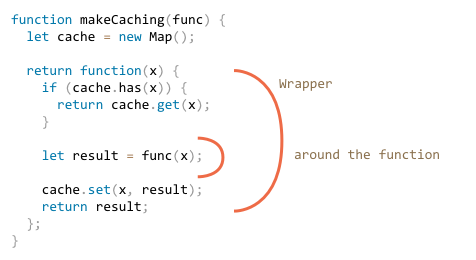 function makeCaching(func) {
  let cache = new Map();

  return function(x) {
    if (cache.has(x)) {
      return cache.get(x);
    }

    let result = func(x);

    cache.set(x, result);
    return result;
  };
}
Wrapper
around the function